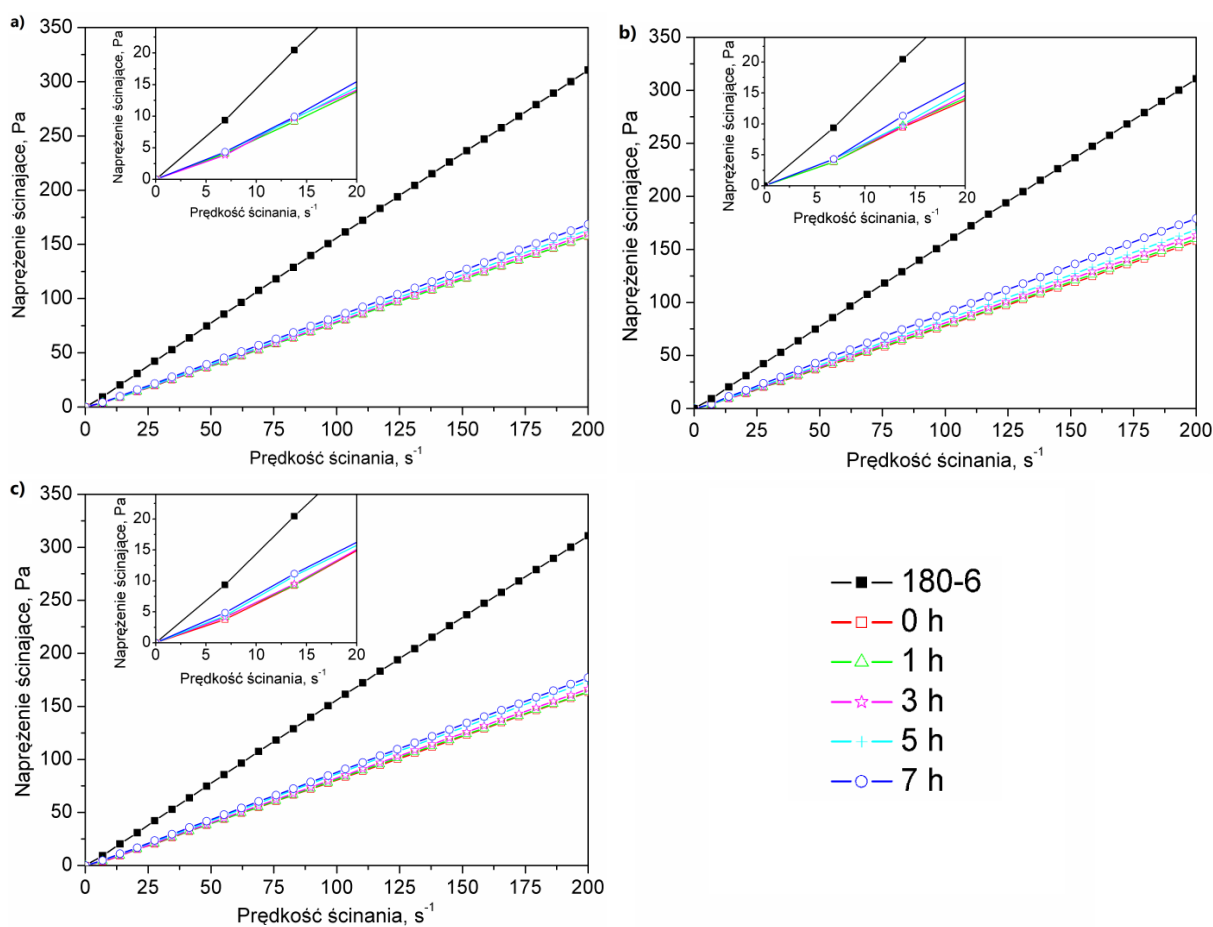 a)
350
300
250
200
150
100
50
0
Naprężenie ścinające, Pa
0 25 50 75 100 125 150 175 200
Prędkość ścinania, s-1
20
15
10
5
0
Naprężenie ścinające, Pa
0 5 10 15 20
Prędkość ścinania, s-1
b)
350
300
250
200
150
100
50
0
Naprężenie ścinające, Pa
0 25 50 75 100 125 150 175 200
Prędkość ścinania, s-1
20
15
10
5
0
Naprężenie ścinające, Pa
0 5 10 15 20
Prędkość ścinania, s-1
c)
350
300
250
200
150
100
50
0
Naprężenie ścinające, Pa
0 25 50 75 100 125 150 175 200
Prędkość ścinania, s-1
20
15
10
5
0
Naprężenie ścinające, Pa
0 5 10 15 20
Prędkość ścinania, s-1
180-6
0 h
1 h
3 h
5 h
7 h